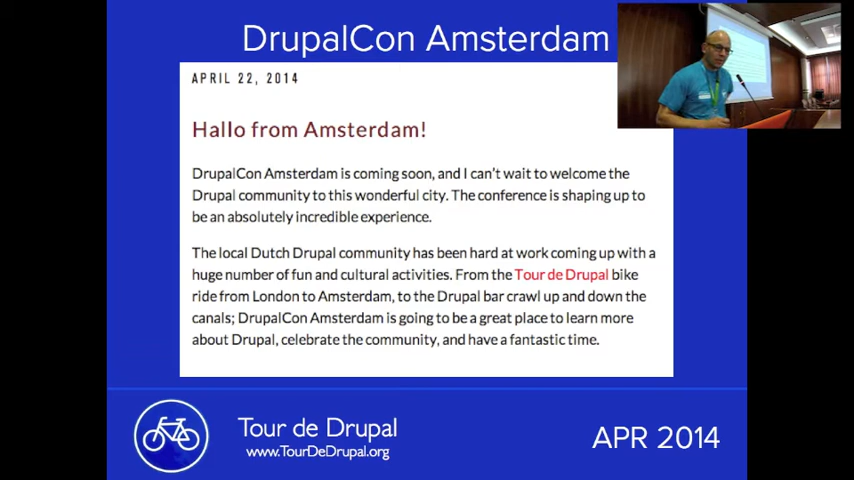 DrupalCon Amsterdam
APRIL 22, 2014
Hallo from Amsterdam!
DrupalCon Amsterdam is coming soon, and I can't wait to welcome the
Drupal community to this wonderful city. The conference is shaping up to
be an absolutely incredible experience.
The local Dutch Drupal community has been hard at work coming up with a
huge number of fun and cultural activities. From the Tour de Drupal bike
ride from London to Amsterdam, to the Drupal bar crawl up and down the
canals; DrupalCon Amsterdam is going to be a great place to learn more
about Drupal, celebrate the community, and have a fantastic time.
Tour de Drupal
www.TourDeDrupal.org
APR 2014